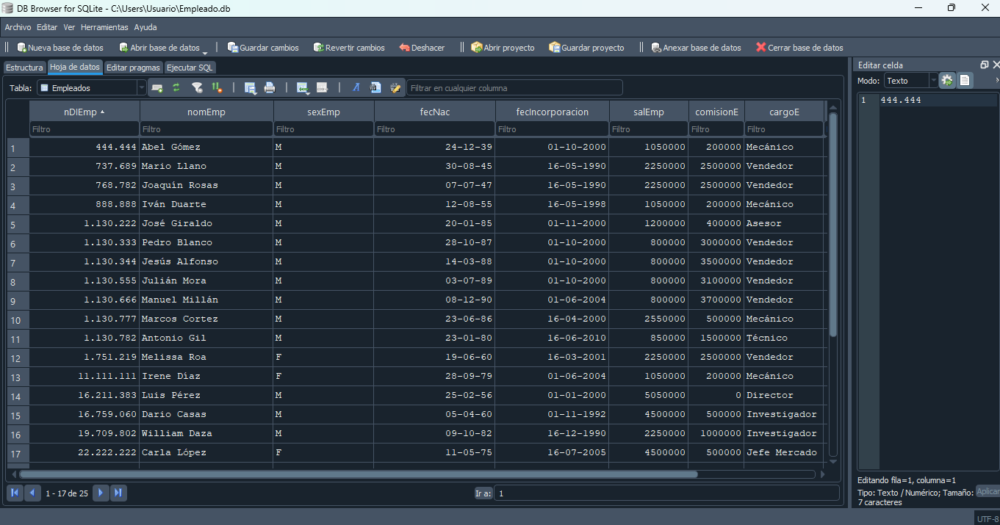 DB Browser for SQLite - C:\Users\Usuario\Empleado.db
Archivo Editar Ver Herramientas Ayuda
Nueva base de datos Abrir base de datos Guardar cambios Revertir cambios Deshacer Abrir proyecto Guardar proyecto Anexar base de datos Cerrar base de datos
Estructura Hoja de datos Editar pragmas Ejecutar SQL
Tabla: Empleados Filtrar en cualquier columna
nDIEmp nomEmp sexEmp fecNac fecIncorporacion salEmp comisionE cargoE
Filtro Filtro Filtro Filtro Filtro Filtro Filtro Filtro
1 444.444 Abel Gómez M 24-12-39 01-10-2000 1050000 200000 Mecánico
2 737.689 Mario Llano M 30-08-45 16-05-1990 2250000 2500000 Vendedor
3 768.782 Joaquín Rosas M 07-07-47 16-05-1990 2250000 2500000 Vendedor
4 888.888 Iván Duarte M 12-08-55 16-05-1998 1050000 200000 Mecánico
5 1.130.222 José Giraldo M 20-01-85 01-11-2000 1200000 400000 Asesor
6 1.130.333 Pedro Blanco M 28-10-87 01-10-2000 800000 3000000 Vendedor
7 1.130.344 Jesús Alfonso M 14-03-88 01-10-2000 800000 3500000 Vendedor
8 1.130.555 Julián Mora M 03-07-89 01-10-2000 800000 3100000 Vendedor
9 1.130.666 Manuel Millán M 08-12-90 01-06-2004 800000 3700000 Vendedor
10 1.130.777 Marcos Cortez M 23-06-86 16-04-2000 2550000 500000 Mecánico
11 1.130.782 Antonio Gil M 23-01-80 16-06-2010 850000 1500000 Técnico
12 1.751.219 Melissa Roa F 19-06-60 16-03-2001 2250000 2500000 Vendedor
13 11.111.111 Irene Díaz F 28-09-79 01-06-2004 1050000 200000 Mecánico
14 16.211.383 Luis Pérez M 25-02-56 01-01-2000 5050000 0 Director
15 16.759.060 Dario Casas M 05-04-60 01-11-1992 4500000 500000 Investigador
16 19.709.802 William Daza M 09-10-82 16-12-1990 2250000 1000000 Investigador
17 22.222.222 Carla López F 11-05-75 16-07-2005 4500000 500000 Jefe Mercado
1 - 17 de 25 Ir a: 1
Editar celda
Modo: Texto
1 444.444
Editando fila=1, columna=1
Tipo: Texto / Numérico; Tamaño: Aplicar
7 caracteres
UTF-8